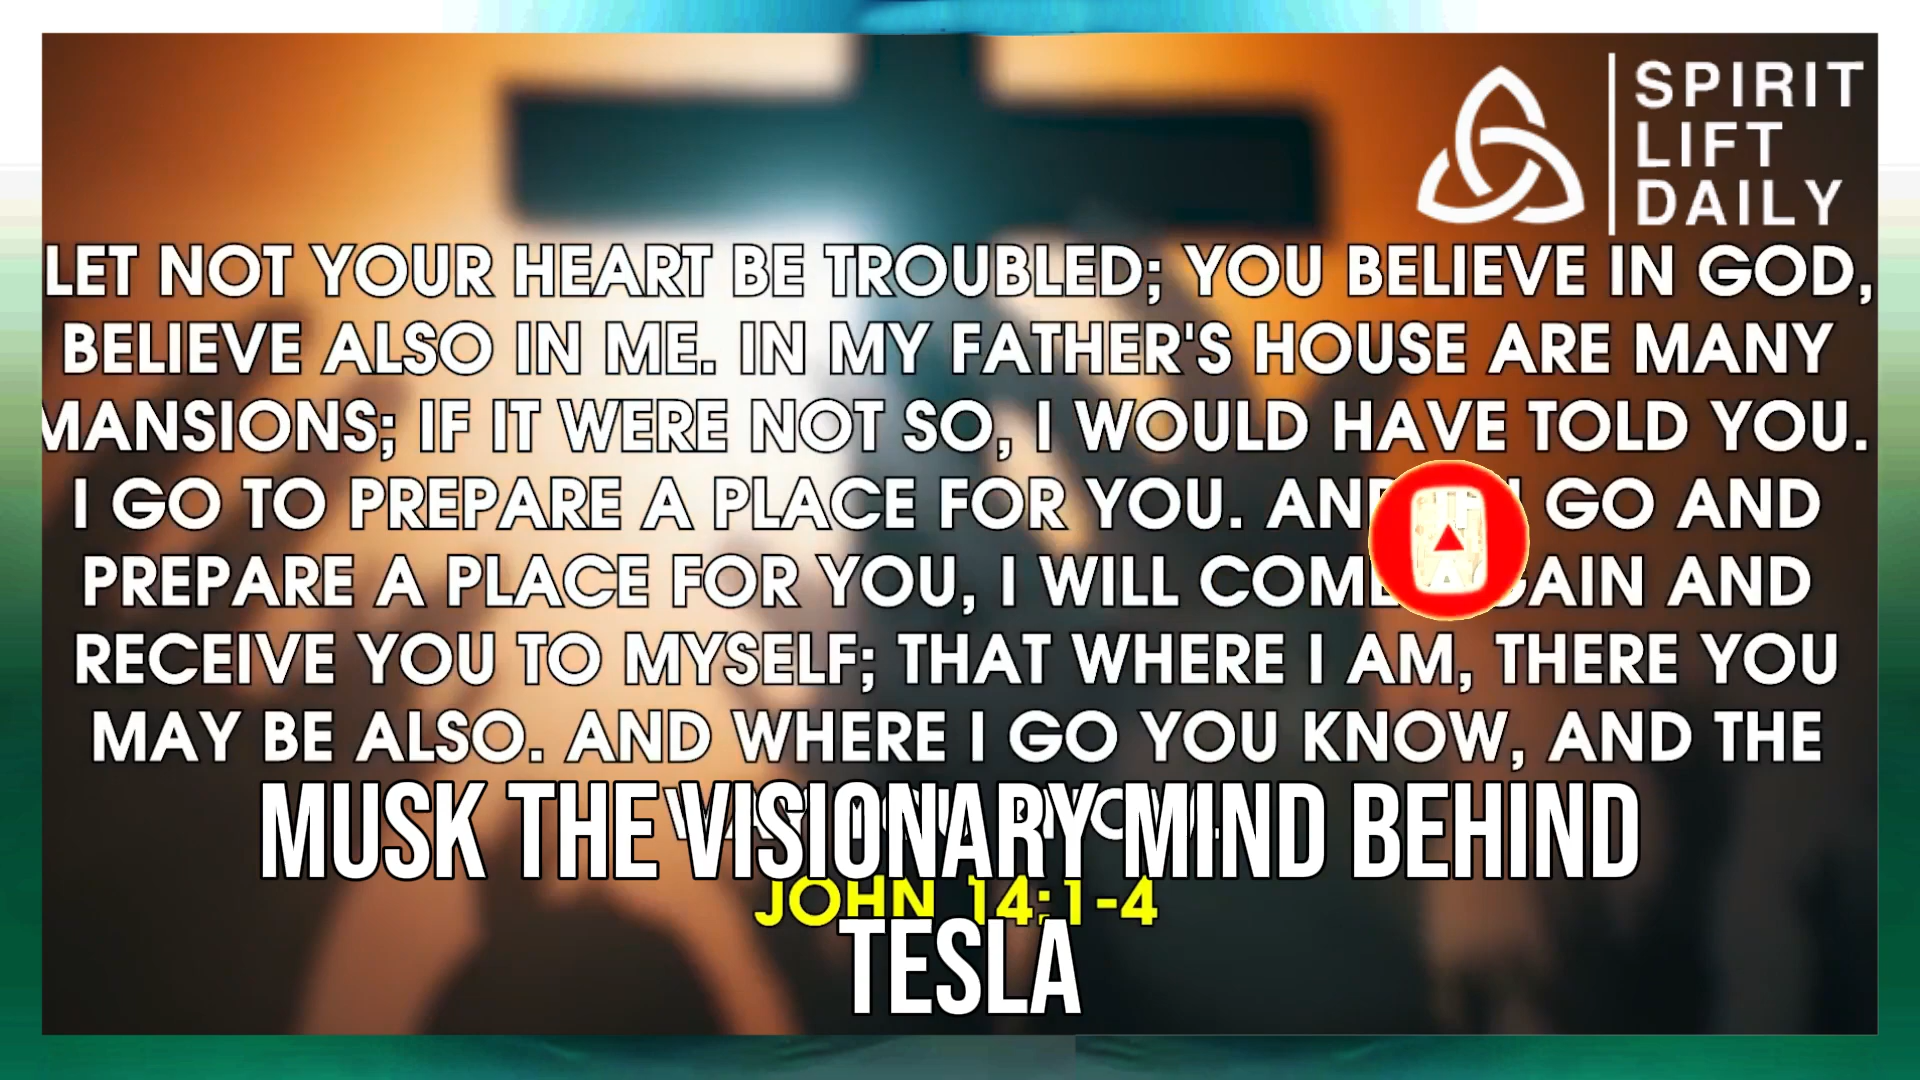 SPIRIT
LIFT
DAILY
LET NOT YOUR HEART BE TROUBLED; YOU BELIEVE IN GOD,
BELIEVE ALSO IN ME. IN MY FATHER'S HOUSE ARE MANY
MANSIONS; IF IT WERE NOT SO, I WOULD HAVE TOLD YOU.
I GO TO PREPARE A PLACE FOR YOU. GO AND
PREPARE A PLACE FOR YOU, I WILL COME AGAIN AND
RECEIVE YOU TO MYSELF; THAT WHERE I AM, THERE YOU
MAY BE ALSO. AND WHERE I GO YOU KNOW, AND THE
MUSK THE VISIONARY MIND BEHIND
JOHN 14:1-4
TESLA